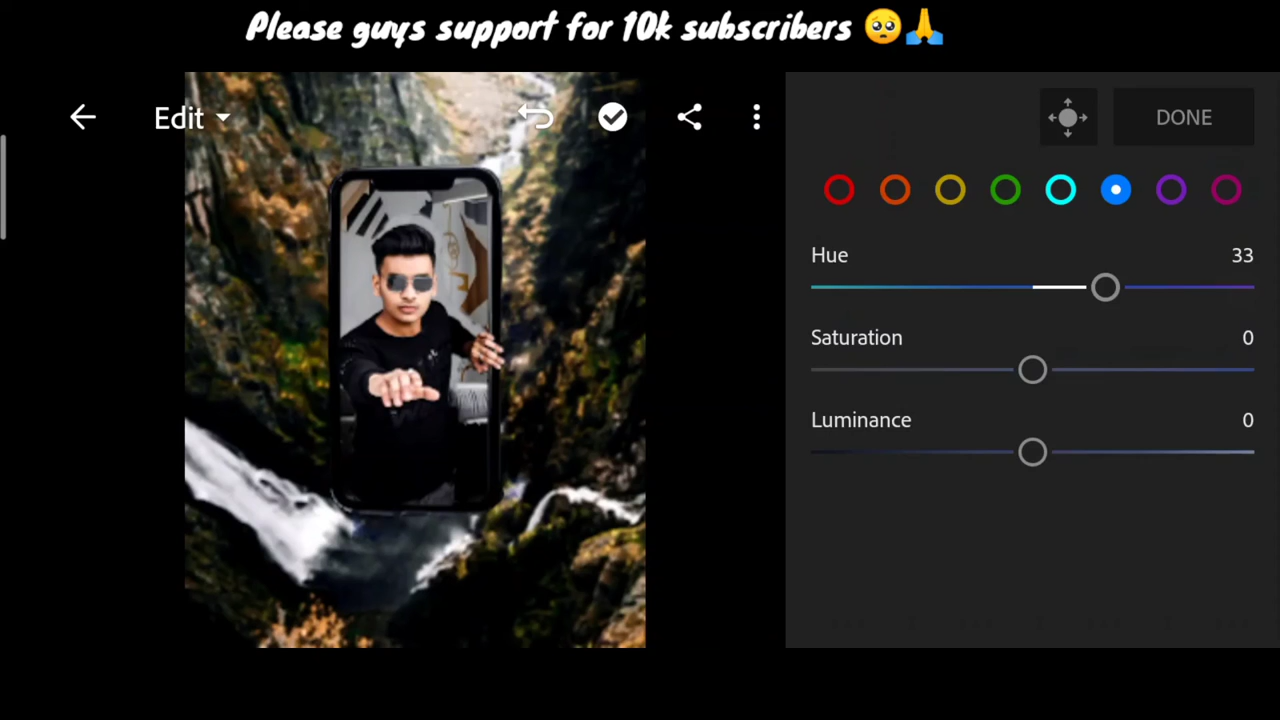 Please guys support for 10k subscribers 🥺🙏
Edit
DONE
Hue 33
Saturation 0
Luminance 0